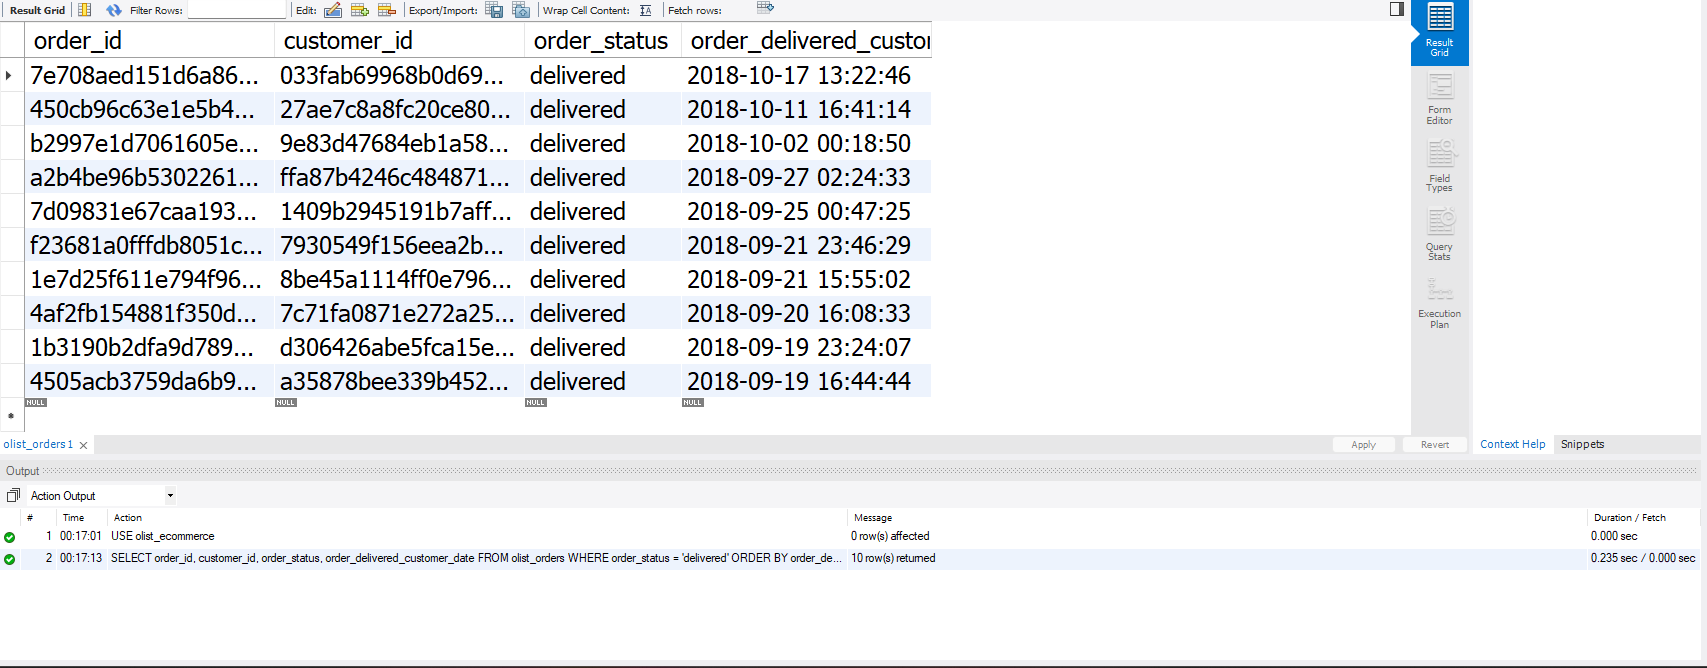 Result Grid Filter Rows: Edit: Export/Import: Wrap Cell Content: Fetch rows:
order_id customer_id order_status order_delivered_custor
7e708aed151d6a86... 033fab69968b0d69... delivered 2018-10-17 13:22:46
450cb96c63e1e5b4... 27ae7c8a8fc20ce80... delivered 2018-10-11 16:41:14
b2997e1d7061605e... 9e83d47684eb1a58... delivered 2018-10-02 00:18:50
a2b4be96b5302261... ffa87b4246c484871... delivered 2018-09-27 02:24:33
7d09831e67caa193... 1409b2945191b7aff... delivered 2018-09-25 00:47:25
f23681a0fffdb8051c... 7930549f156eea2b... delivered 2018-09-21 23:46:29
1e7d25f611e794f96... 8be45a1114ff0e796... delivered 2018-09-21 15:55:02
4af2fb154881f350d... 7c71fa0871e272a25... delivered 2018-09-20 16:08:33
1b3190b2dfa9d789... d306426abe5fca15e... delivered 2018-09-19 23:24:07
4505acb3759da6b9... a35878bee339b452... delivered 2018-09-19 16:44:44
NULL NULL NULL NULL
Result
Grid
Form
Editor
Field
Types
Query
Stats
Execution
Plan
olist_orders 1 Apply Revert Context Help Snippets
Output
Action Output
# Time Action Message Duration / Fetch
1 00:17:01 USE olist_ecommerce 0 row(s) affected 0.000 sec
2 00:17:13 SELECT order_id, customer_id, order_status, order_delivered_customer_date FROM olist_orders WHERE order_status = 'delivered' ORDER BY order_de... 10 row(s) returned 0.235 sec / 0.000 sec